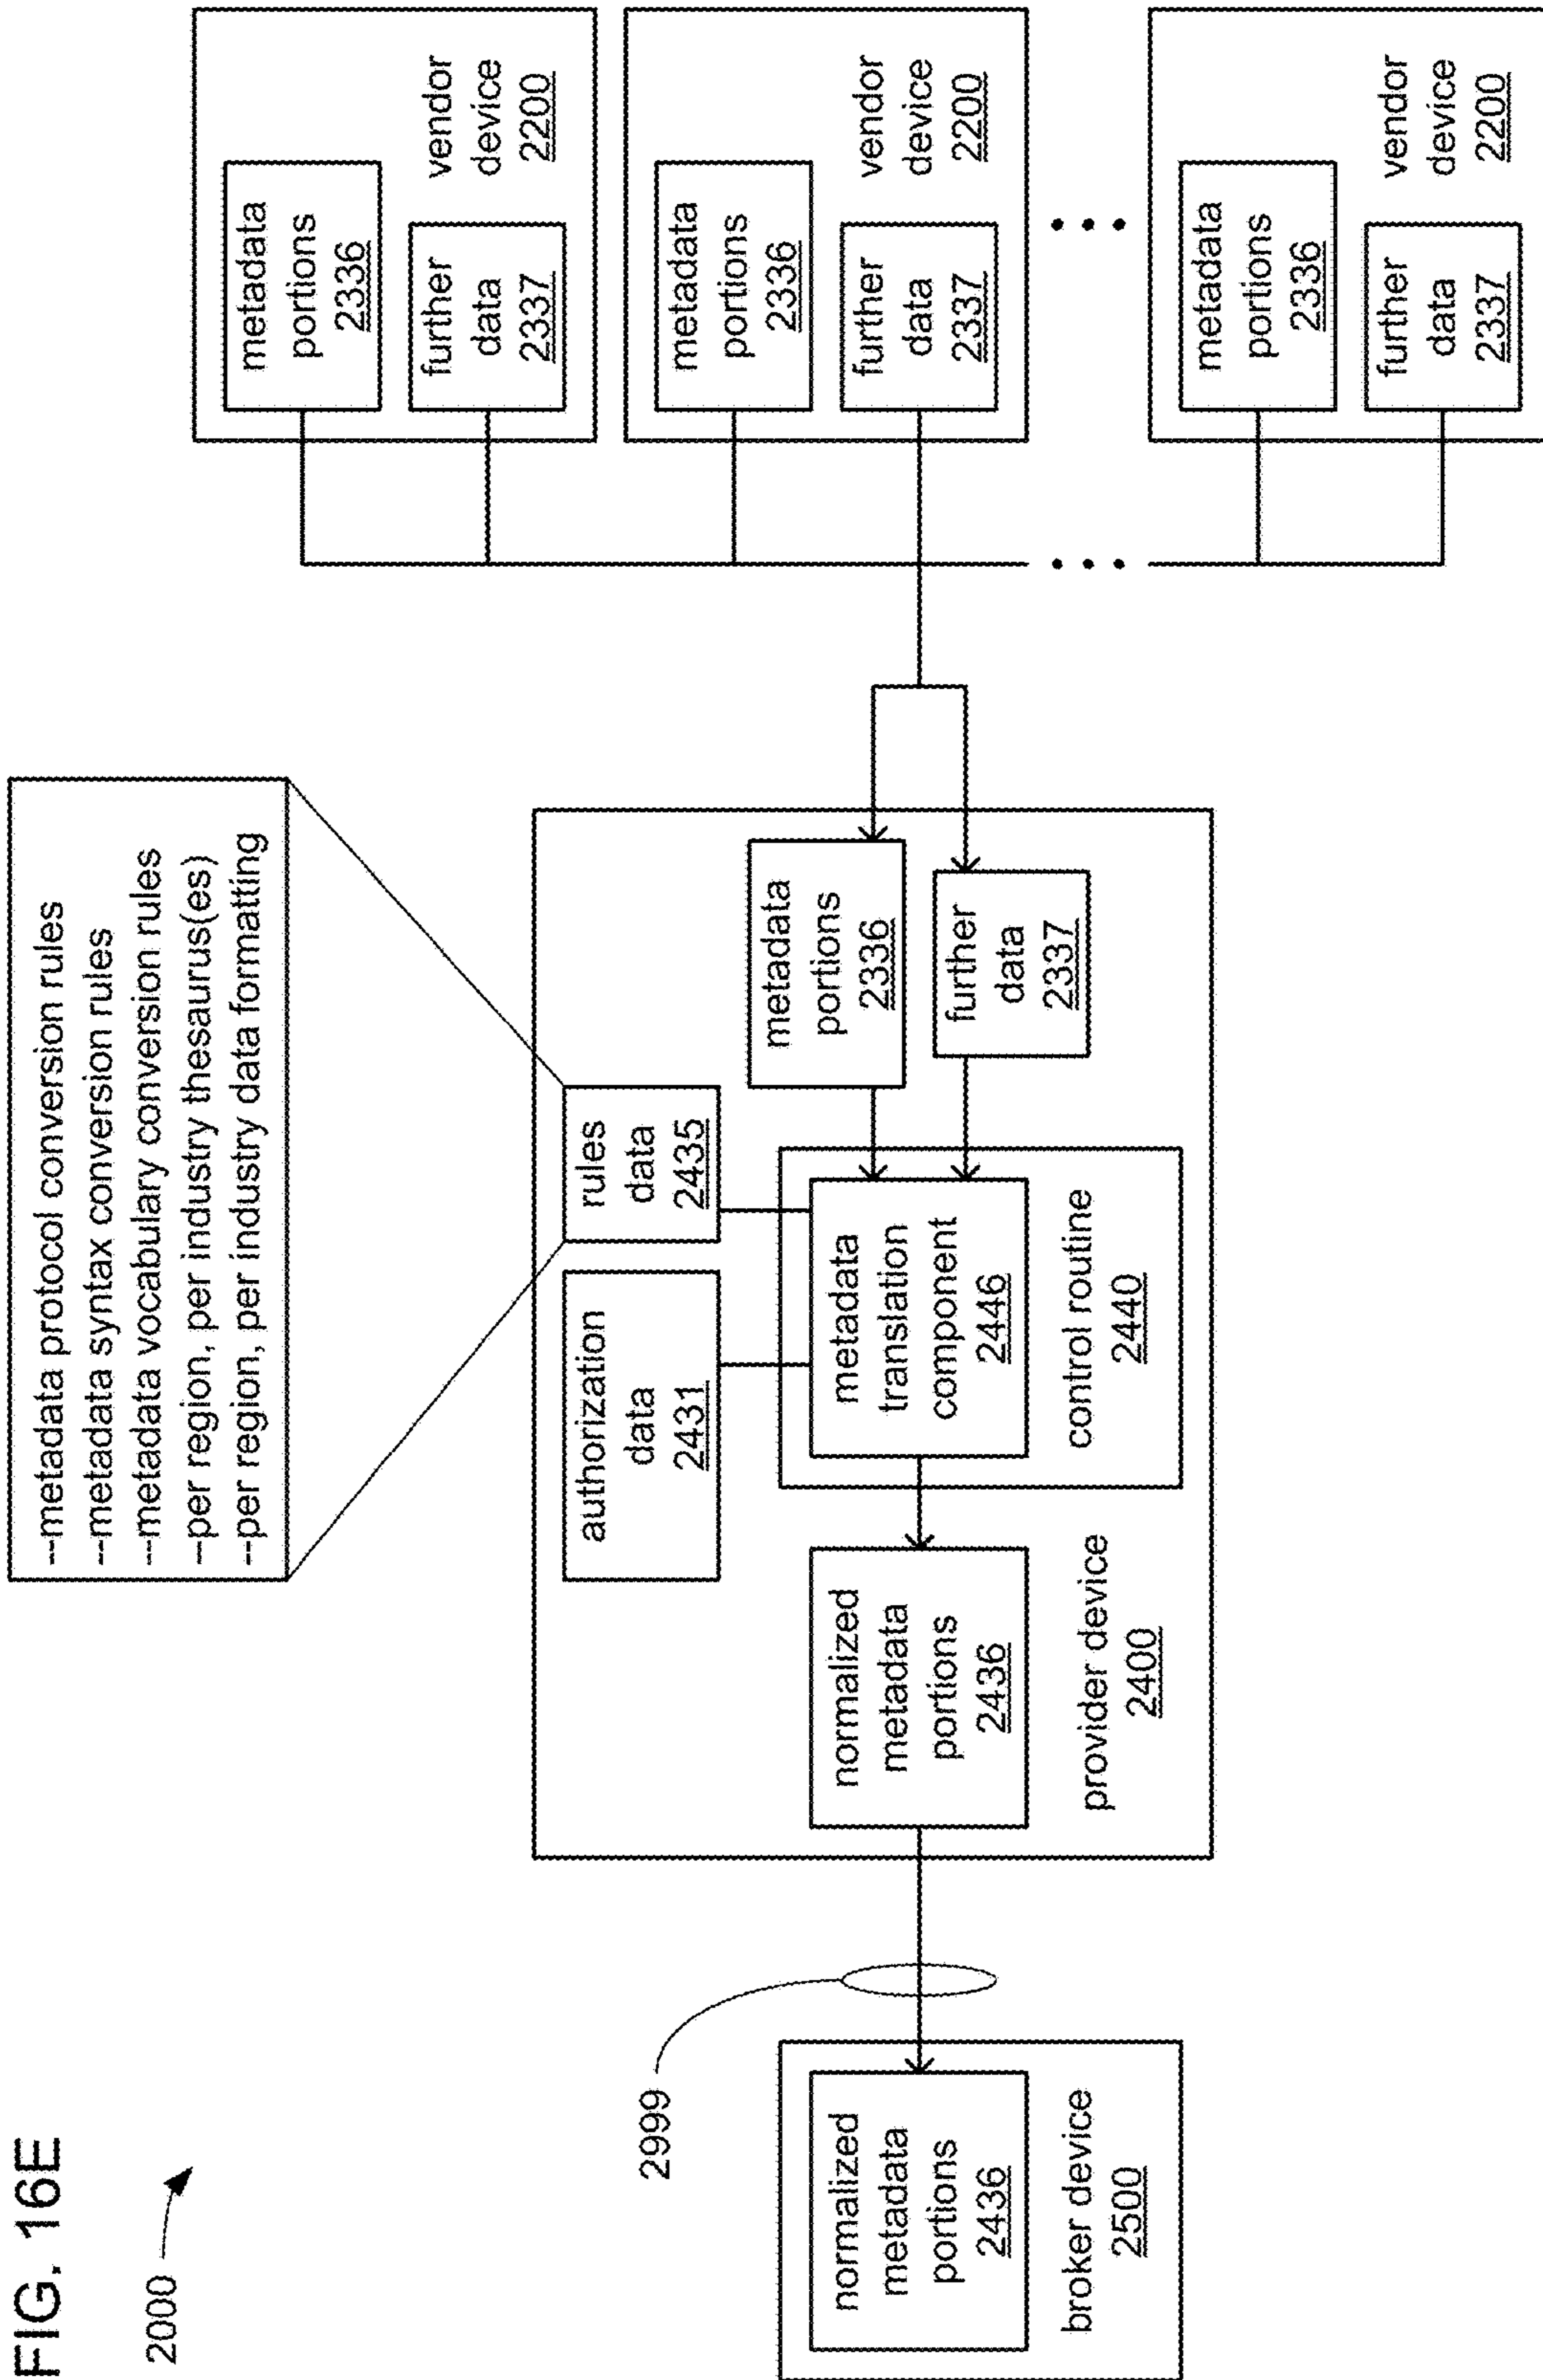 FIG. 16E
2000
--metadata protocol conversion rules
--metadata syntax conversion rules
--metadata vocabulary conversion rules
--per region, per industry thesaurus(es)
--per region, per industry data formatting
2999
normalized
metadata
portions
2436
broker device
2500
authorization
data
2431
rules
data
2435
normalized
metadata
portions
2436
metadata
translation
component
2446
control routine
2440
metadata
portions
2336
further
data
2337
provider device
2400
metadata
portions
2336
further
data
2337
vendor
device
2200
metadata
portions
2336
further
data
2337
vendor
device
2200
metadata
portions
2336
further
data
2337
vendor
device
2200